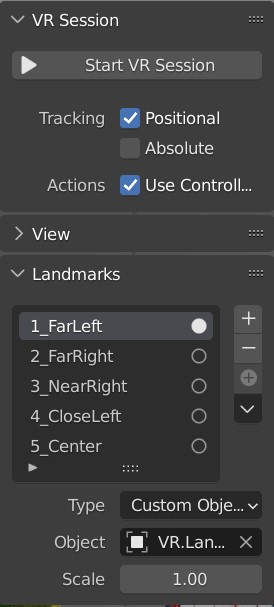 VR Session
Start VR Session
Tracking Positional
Absolute
Actions Use Controll...
View
Landmarks
1_FarLeft
2_FarRight
3_NearRight
4_CloseLeft
5_Center
Type Custom Obje...
Object VR.Lan...
Scale 1.00